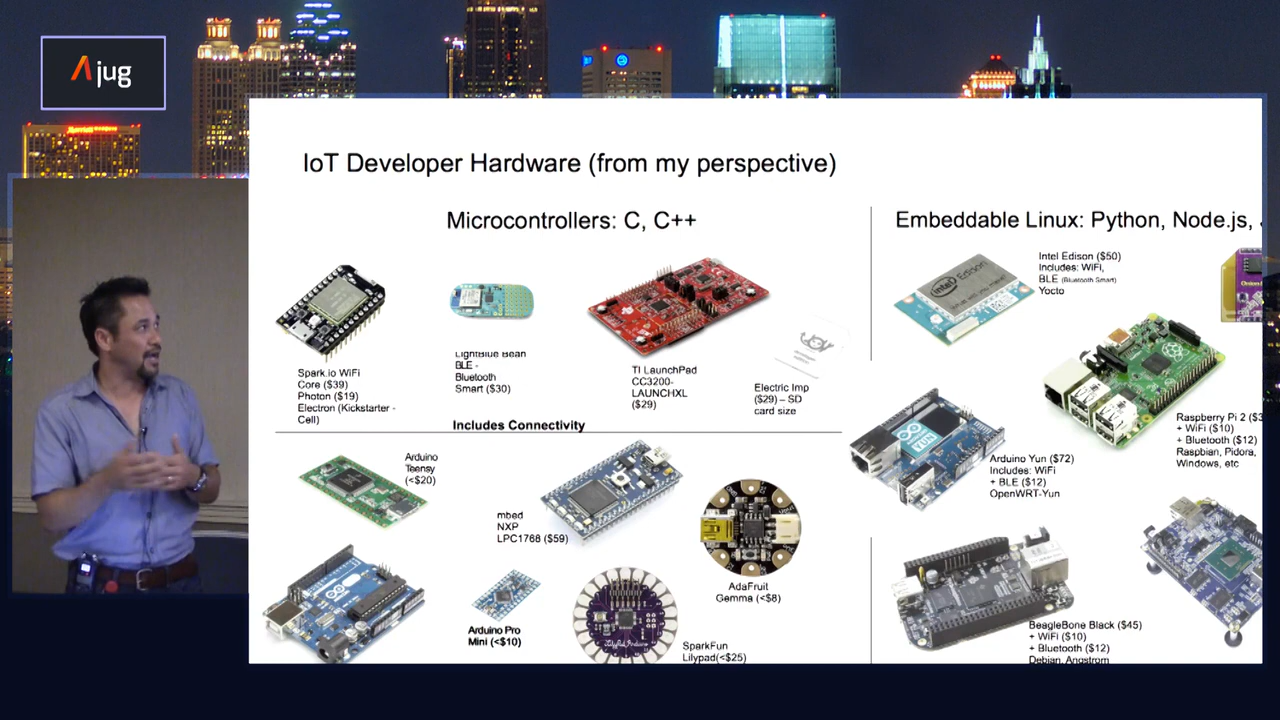 jug
IoT Developer Hardware (from my perspective)
Microcontrollers: C, C++
Embeddable Linux: Python, Node.js,
Spark.io WiFi
Core ($39)
Photon ($19)
Electron (Kickstarter -
Cell)
LightBlue Bean
BLE -
Bluetooth
Smart ($30)
TI LaunchPad
CC3200-
LAUNCHXL
($29)
Electric Imp
($29) – SD
card size
Includes Connectivity
Arduino
Teensy
(<$20)
mbed
NXP
LPC1768 ($59)
AdaFruit
Gemma (<$8)
Arduino Pro
Mini (<$10)
SparkFun
Lilypad(<$25)
intel Edison
Intel Edison ($50)
Includes: WiFi,
BLE (Bluetooth Smart)
Yocto
Raspberry Pi 2
+ WiFi ($10)
+ Bluetooth ($12)
Raspbian, Pidora,
Windows, etc
Arduino Yun ($72)
Includes: WiFi
+ BLE ($12)
OpenWRT-Yun
BeagleBone Black ($45)
+ WiFi ($10)
+ Bluetooth ($12)
Debian, Angstrom